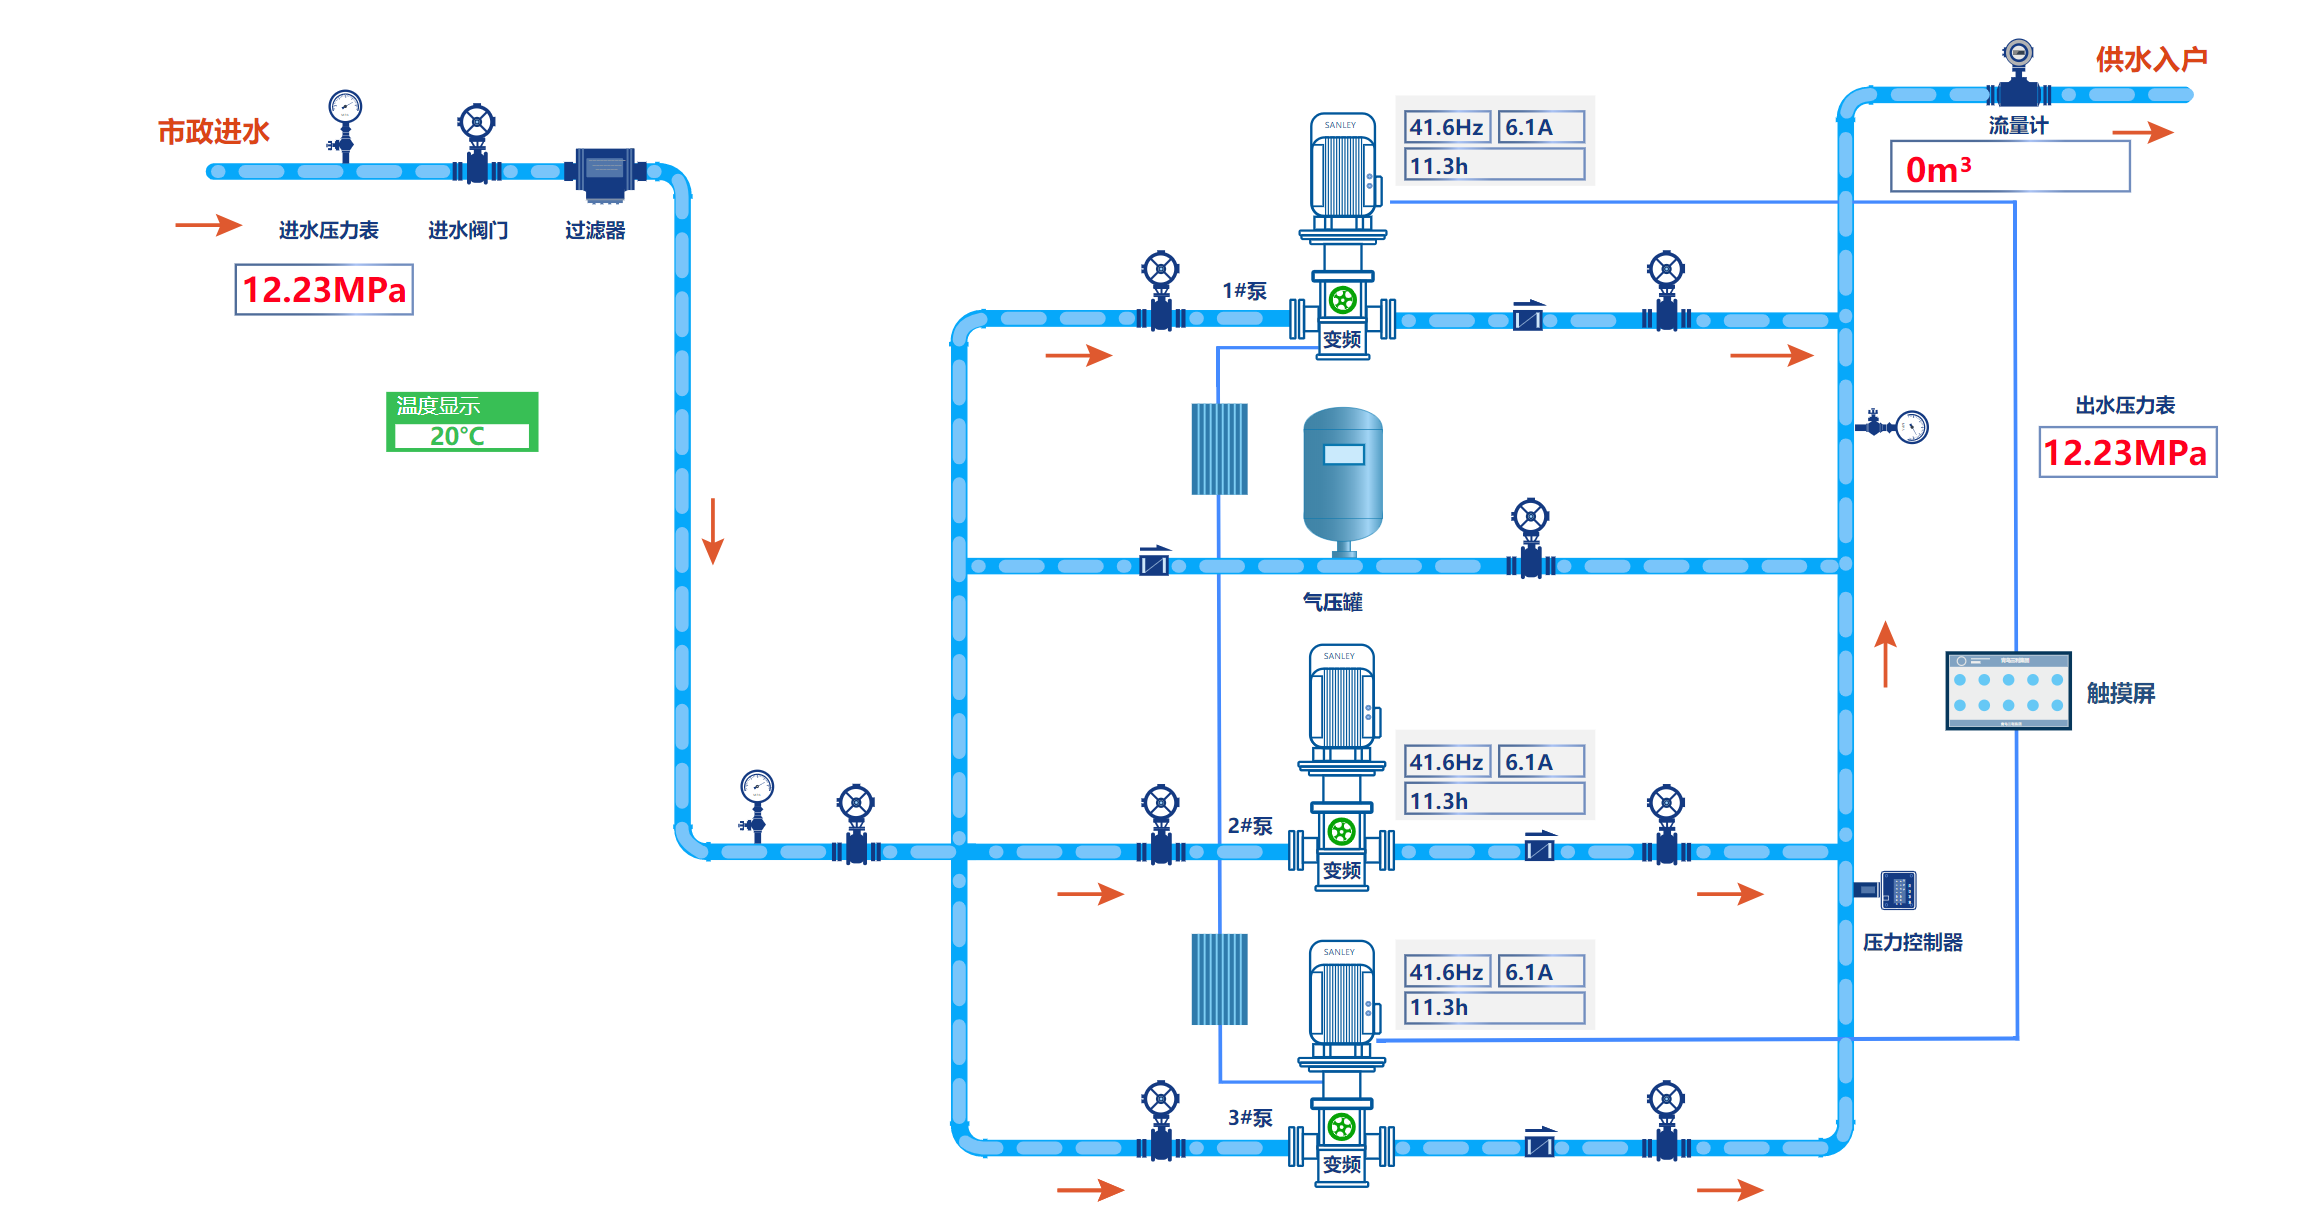 市政进水
进水压力表
进水阀门
过滤器
12.23MPa
温度显示
20°C
SANLEY
41.6Hz
6.1A
11.3h
1#泵
变频
气压罐
SANLEY
41.6Hz
6.1A
11.3h
2#泵
变频
SANLEY
41.6Hz
6.1A
11.3h
3#泵
变频
供水入户
流量计
0m³
出水压力表
12.23MPa
触摸屏
压力控制器